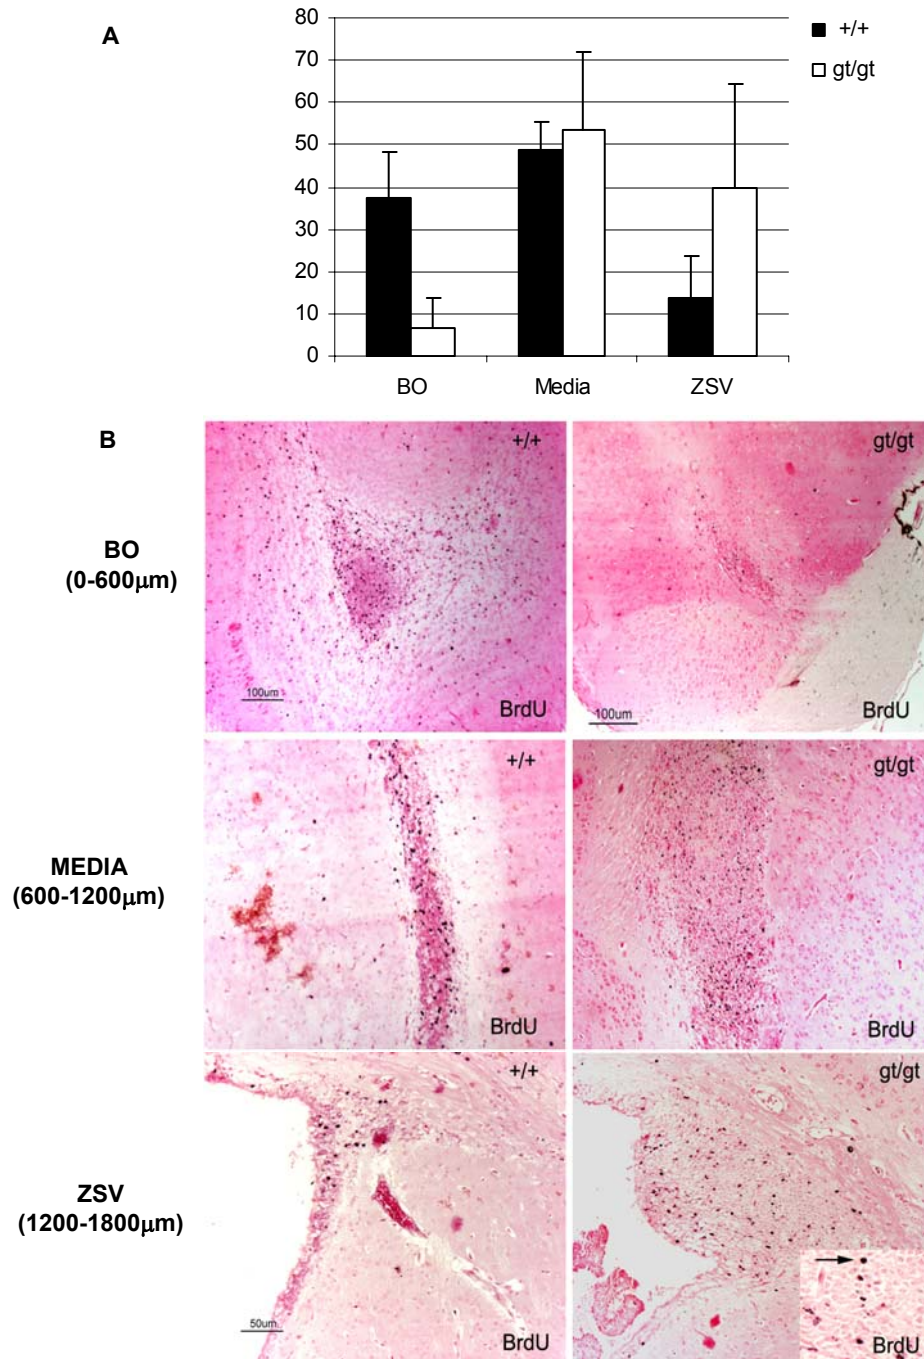 A
80
70
60
50
40
30
20
10
0
BO
Media
ZSV
+/+
gt/gt
B
BO
(0-600μm)
+/+
100um
BrdU
gt/gt
100um
BrdU
MEDIA
(600-1200μm)
+/+
BrdU
gt/gt
BrdU
ZSV
(1200-1800μm)
+/+
50um
BrdU
gt/gt
BrdU